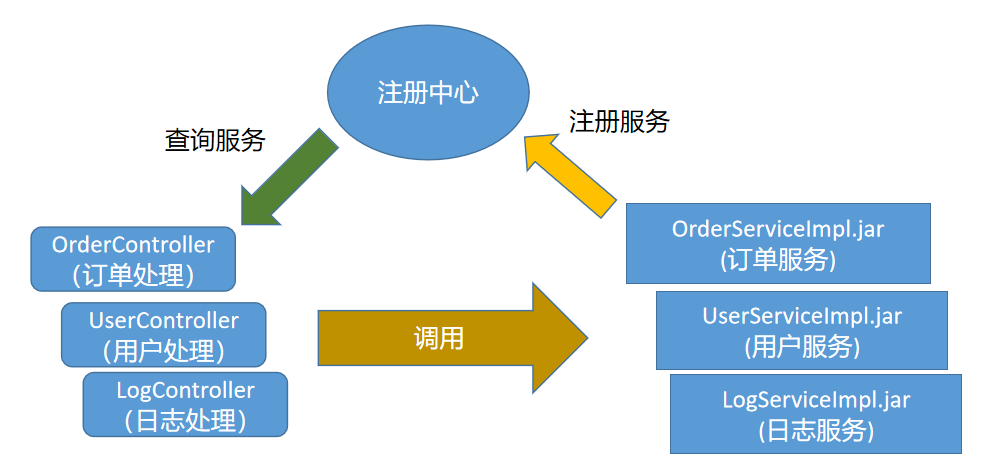 注册中心
查询服务
注册服务
OrderController
（订单处理）
UserController
（用户处理）
LogController
（日志处理）
调用
OrderServiceImpl.jar
(订单服务)
UserServiceImpl.jar
(用户服务)
LogServiceImpl.jar
(日志服务)